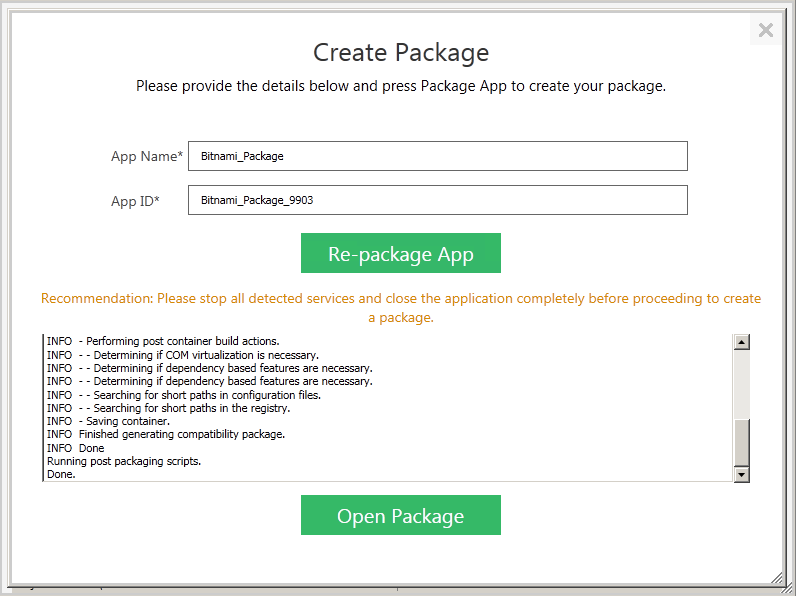 Create Package
Please provide the details below and press Package App to create your package.
App Name* Bitnami_Package
App ID* Bitnami_Package_9903
Re-package App
Recommendation: Please stop all detected services and close the application completely before proceeding to create
a package.
INFO - Performing post container build actions.
INFO - - Determining if COM virtualization is necessary.
INFO - - Determining if dependency based features are necessary.
INFO - - Determining if dependency based features are necessary.
INFO - - Searching for short paths in configuration files.
INFO - - Searching for short paths in the registry.
INFO - Saving container.
INFO Finished generating compatibility package.
INFO Done
Running post packaging scripts.
Done.
Open Package